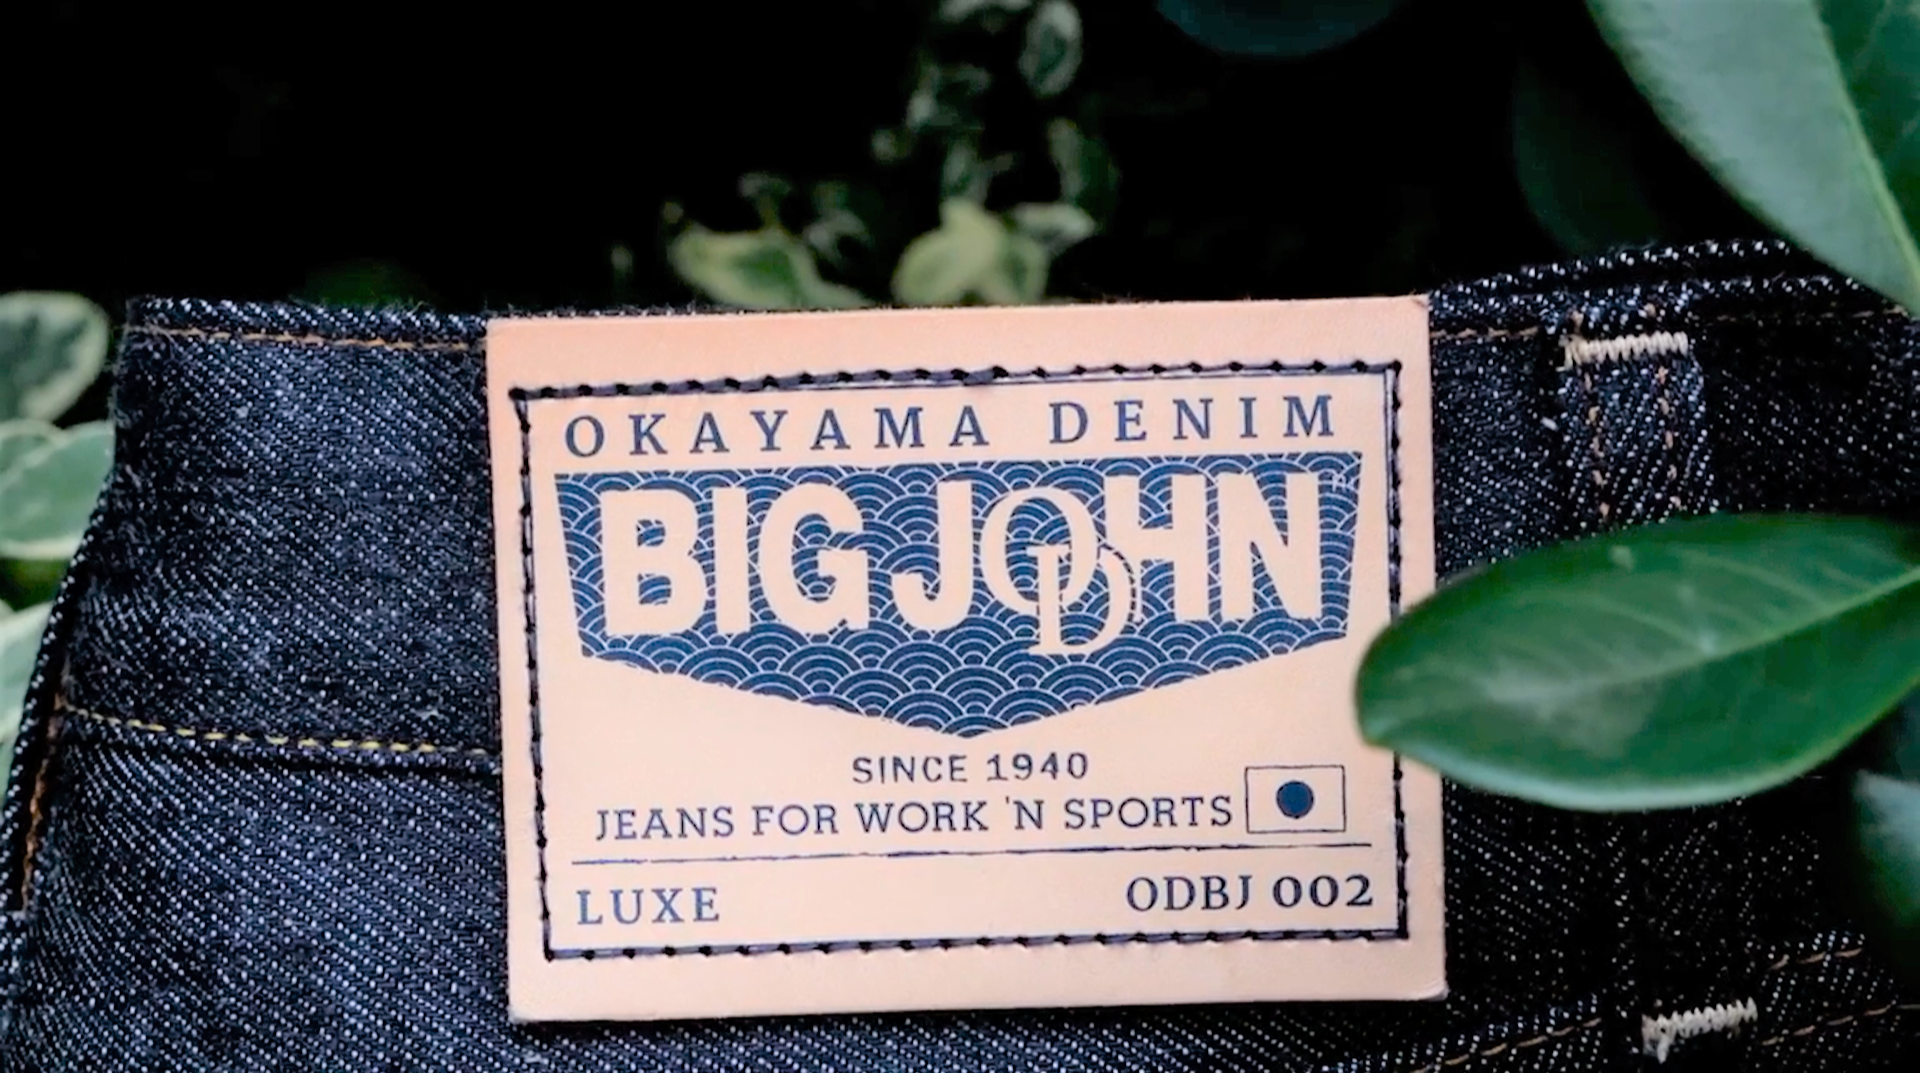 OKAYAMA DENIM
BIG JOHN
D
SINCE 1940
JEANS FOR WORK 'N SPORTS
LUXE
ODBJ 002